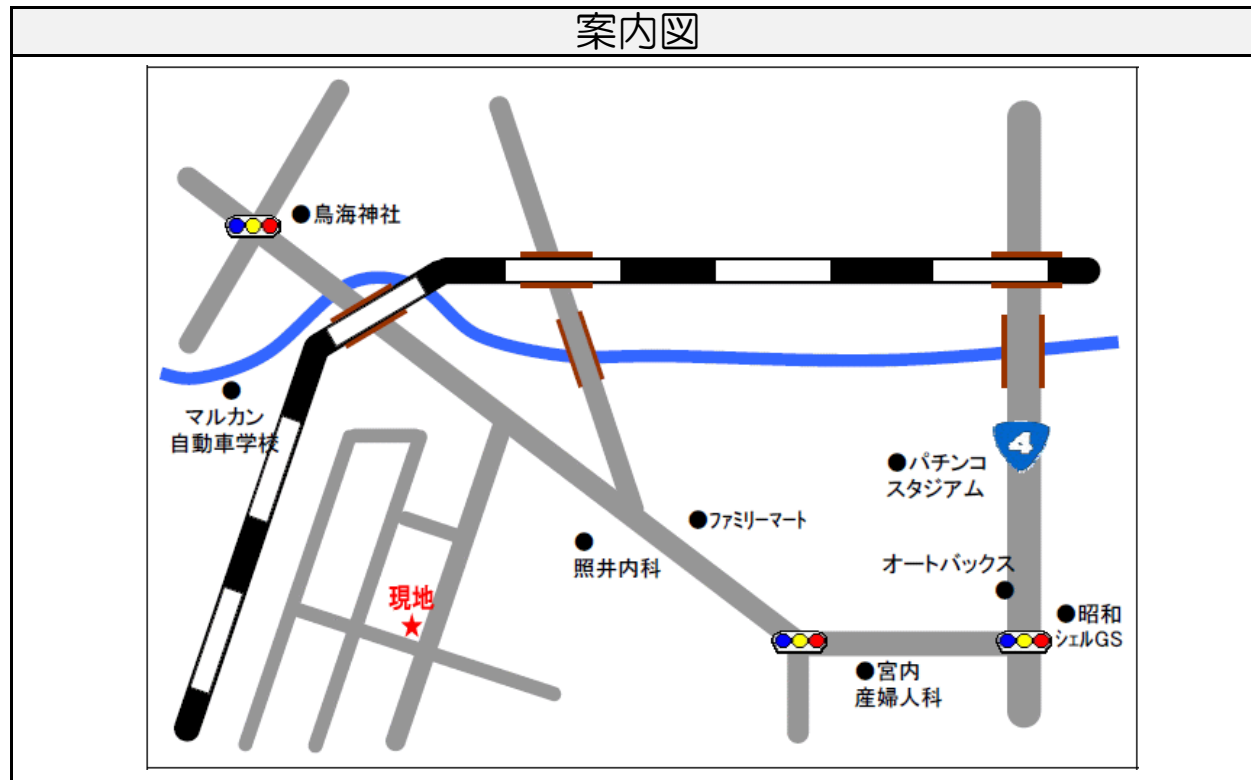 案内図
●鳥海神社
マルカン
自動車学校
4
●パチンコ
スタジアム
●ファミリーマート
照井内科
オートバックス
現地
●昭和
シェルGS
●宮内
産婦人科